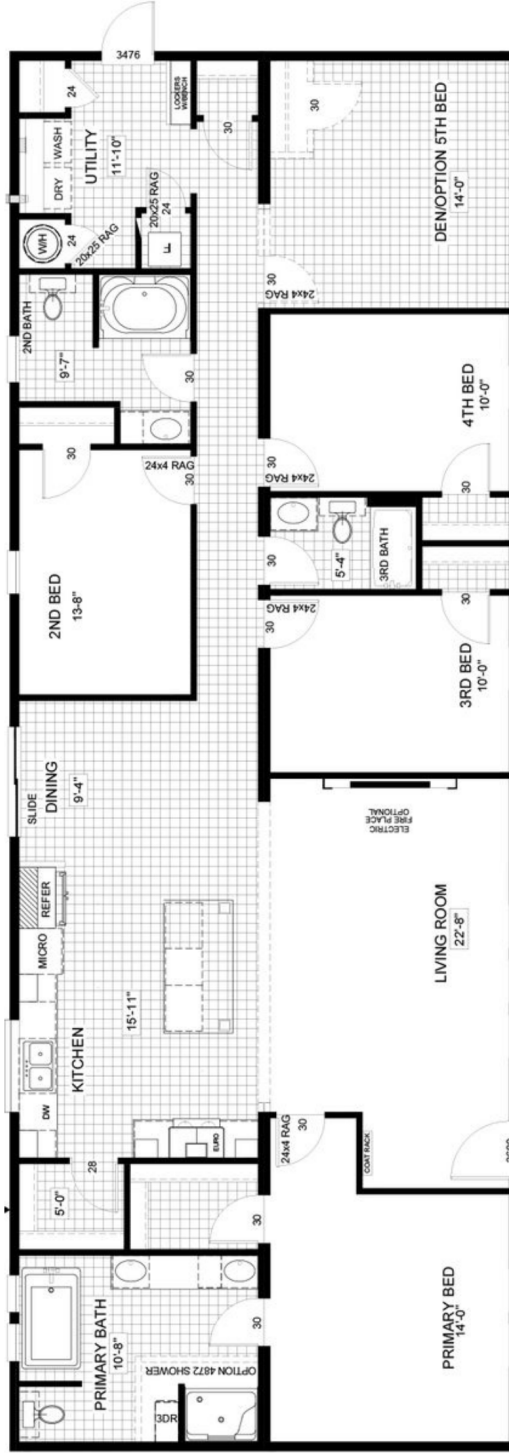 3476
24
LOCKERS
W/BENCH
WASH
DRY
UTILITY
11'-10"
30
30
DEN/OPTION 5TH BED
14'-0"
W/H
24
20x25 RAG
20x25 RAG
24
F
24x4 RAG
30
2ND BATH
9'-7"
30
30
24x4 RAG
30
30
24x4 RAG
4TH BED
10'-0"
30
2ND BED
13-8"
30
5'-4"
3RD BATH
30
24x4 RAG
30
3RD BED
10'-0"
SLIDE
DINING
9'-4"
ELECTRIC
FIRE PLACE
OPTIONAL
REFER
MICRO
15'-11"
KITCHEN
DW
EURO
LIVING ROOM
22'-8"
24x4 RAG
30
COAT RACK
28
5'-0"
30
PRIMARY BATH
10'-8"
30
OPTION 4872 SHOWER
3DR
PRIMARY BED
14'-0"